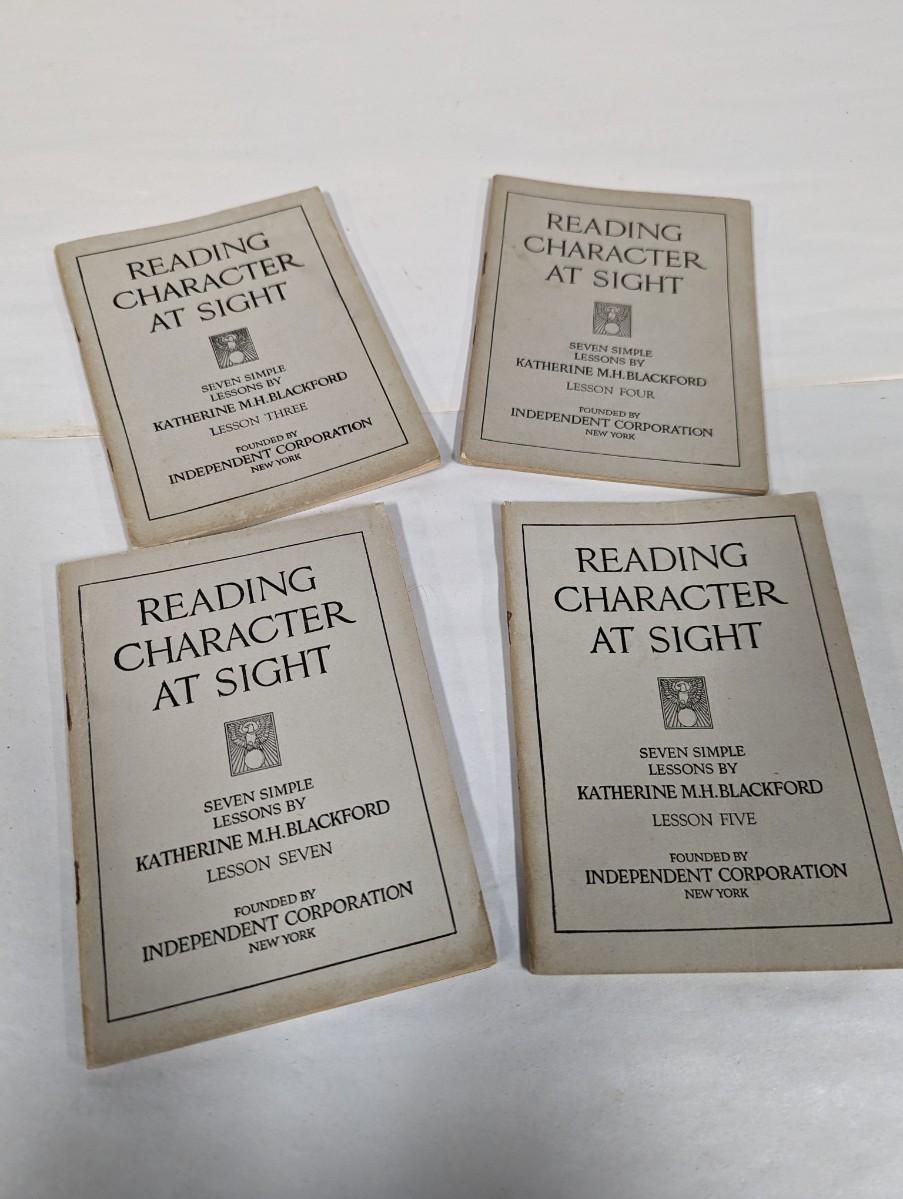 READING
CHARACTER
AT SIGHT
SEVEN SIMPLE
LESSONS BY
KATHERINE M.H. BLACKFORD
LESSON THREE
FOUNDED BY
INDEPENDENT CORPORATION
NEW YORK
READING
CHARACTER
AT SIGHT
SEVEN SIMPLE
LESSONS BY
KATHERINE M.H. BLACKFORD
LESSON FOUR
FOUNDED BY
INDEPENDENT CORPORATION
NEW YORK
READING
CHARACTER
AT SIGHT
SEVEN SIMPLE
LESSONS BY
KATHERINE M.H. BLACKFORD
LESSON SEVEN
FOUNDED BY
INDEPENDENT CORPORATION
NEW YORK
READING
CHARACTER
AT SIGHT
SEVEN SIMPLE
LESSONS BY
KATHERINE M.H. BLACKFORD
LESSON FIVE
FOUNDED BY
INDEPENDENT CORPORATION
NEW YORK